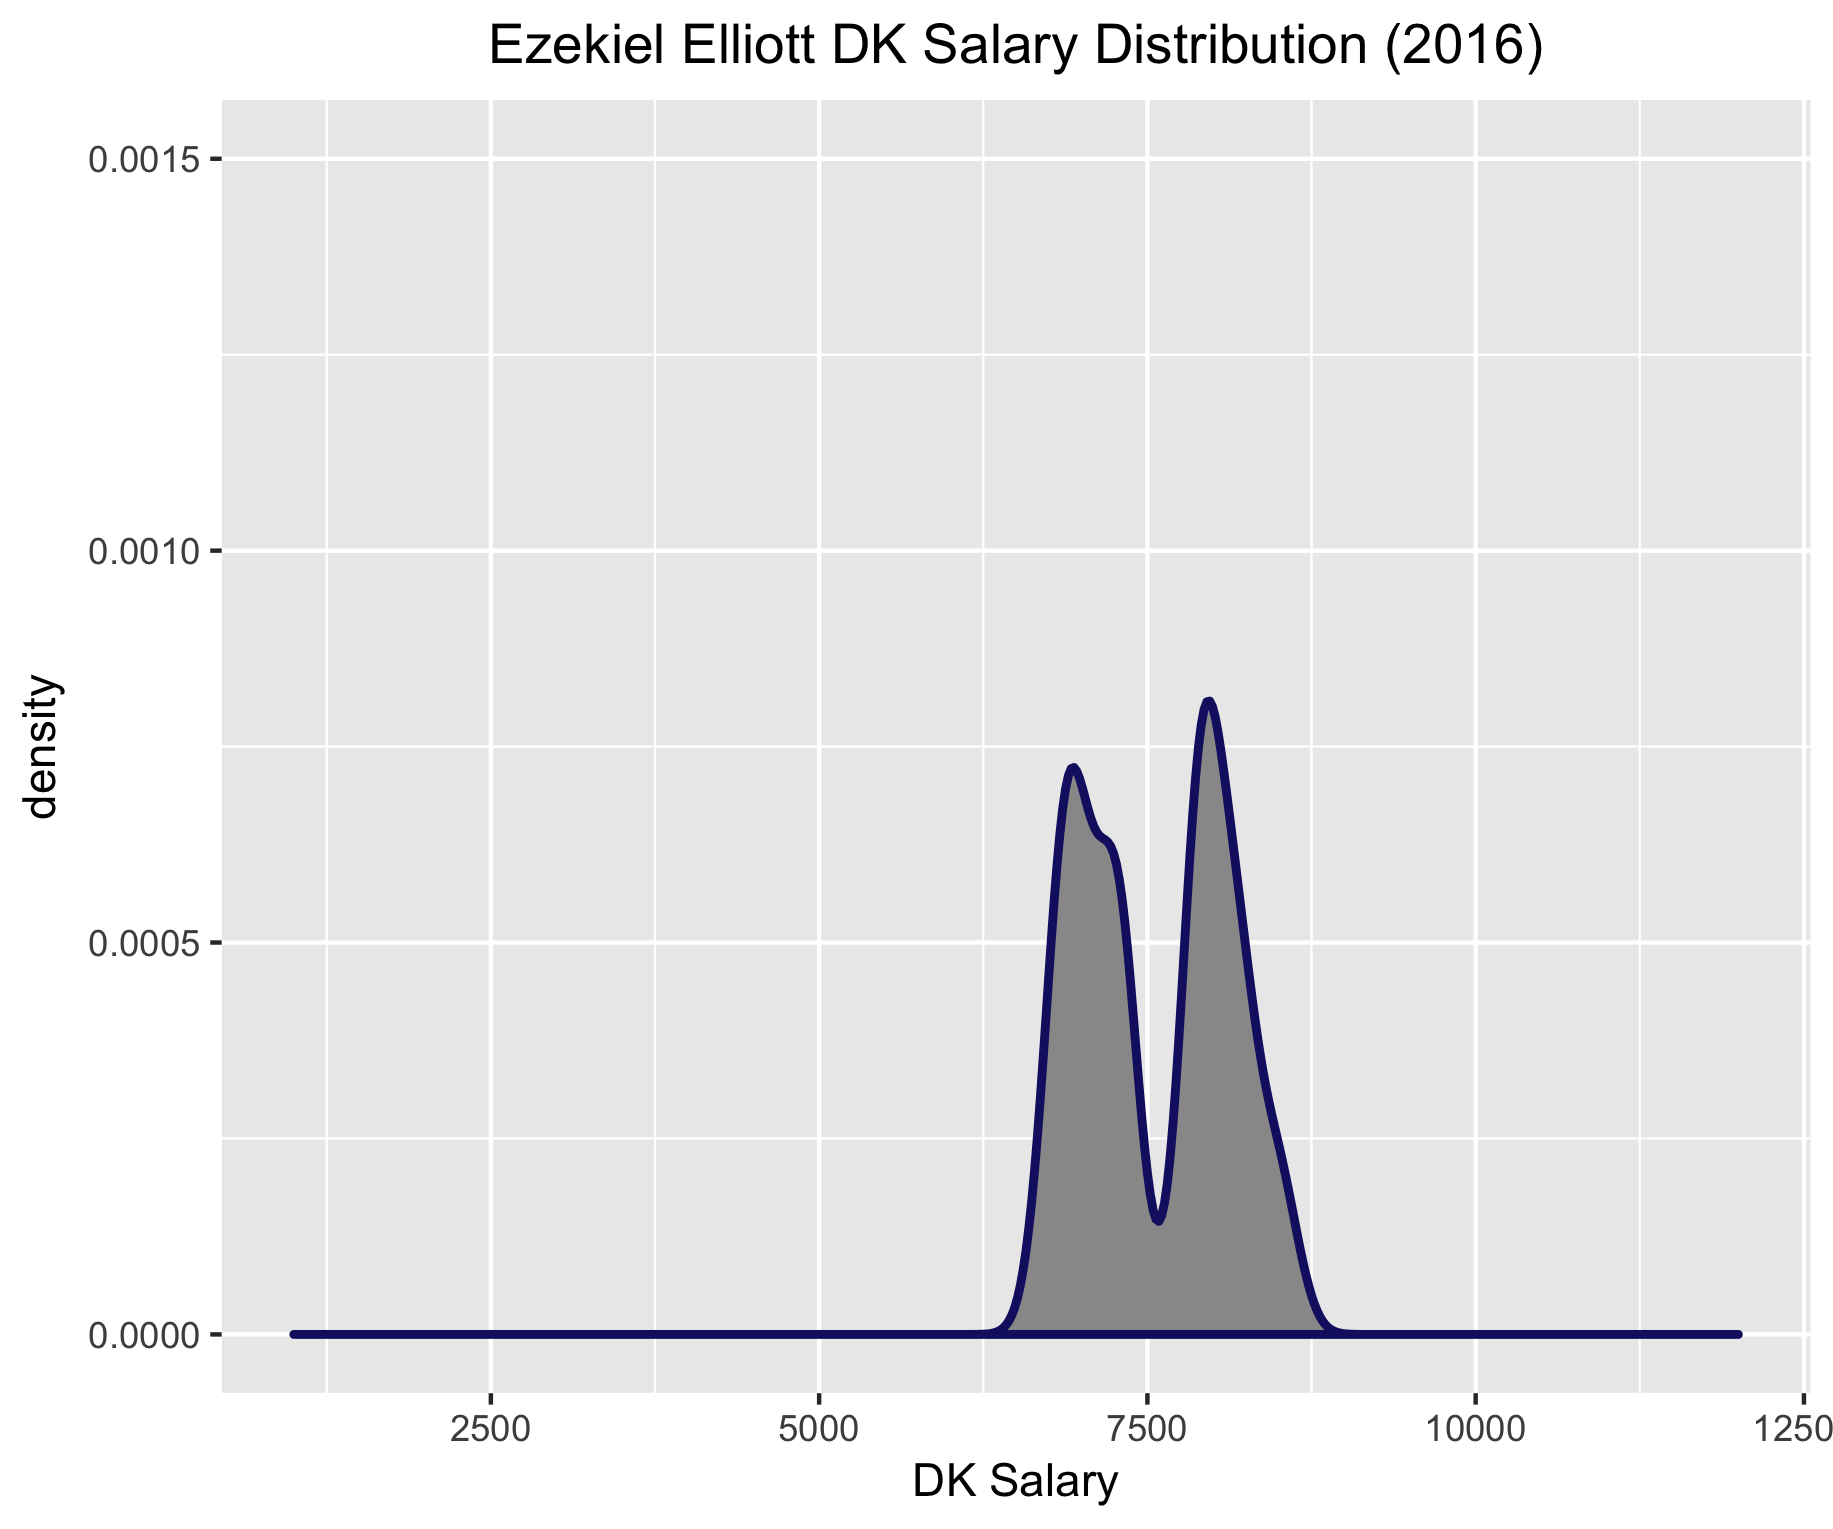 Ezekiel Elliott DK Salary Distribution (2016)
0.0015
0.0010
0.0005
0.0000
density
2500 5000 7500 10000 1250
DK Salary